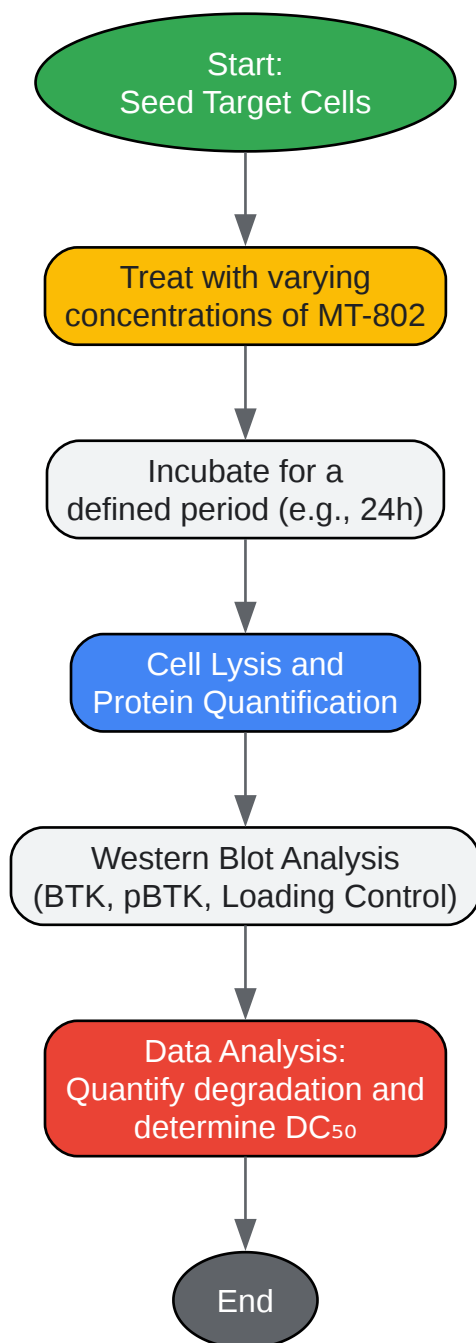 Start:
Seed Target Cells
Treat with varying
concentrations of MT-802
Incubate for a
defined period (e.g., 24h)
Cell Lysis and
Protein Quantification
Western Blot Analysis
(BTK, pBTK, Loading Control)
Data Analysis:
Quantify degradation and
determine DC₅₀
End